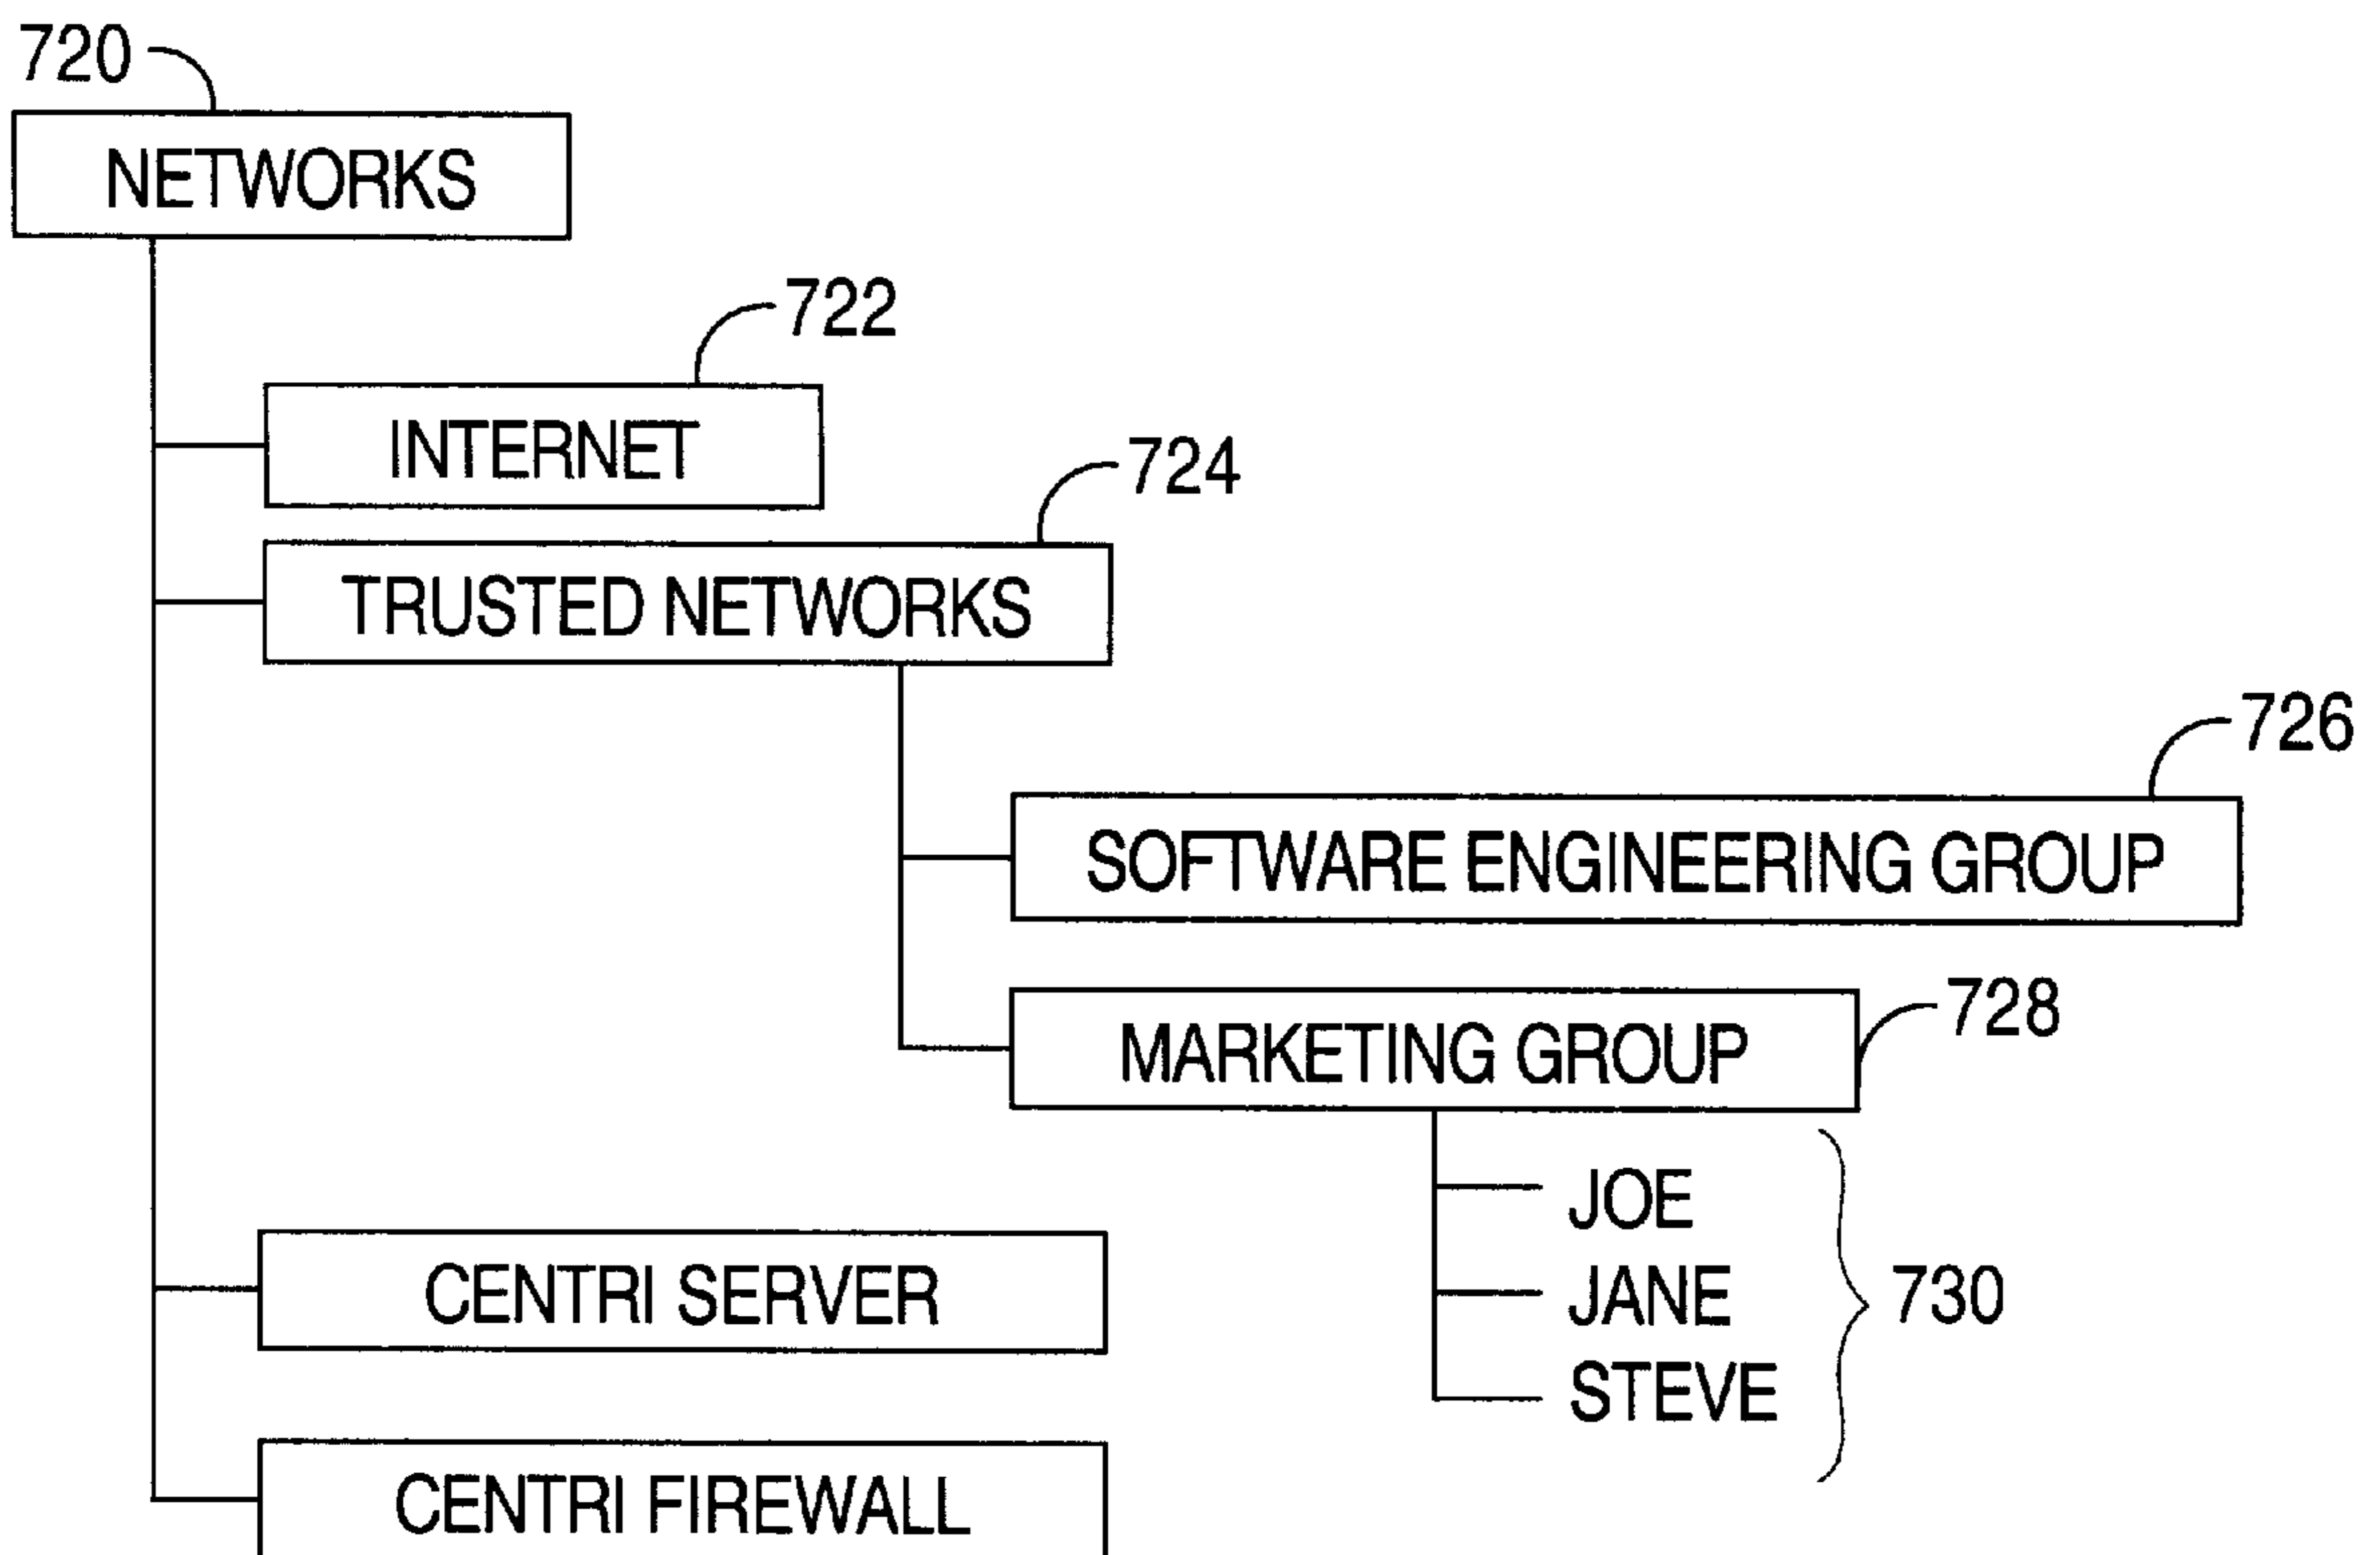 720
NETWORKS
722
INTERNET
724
TRUSTED NETWORKS
726
SOFTWARE ENGINEERING GROUP
728
MARKETING GROUP
JOE
JANE
STEVE
730
CENTRI SERVER
CENTRI FIREWALL